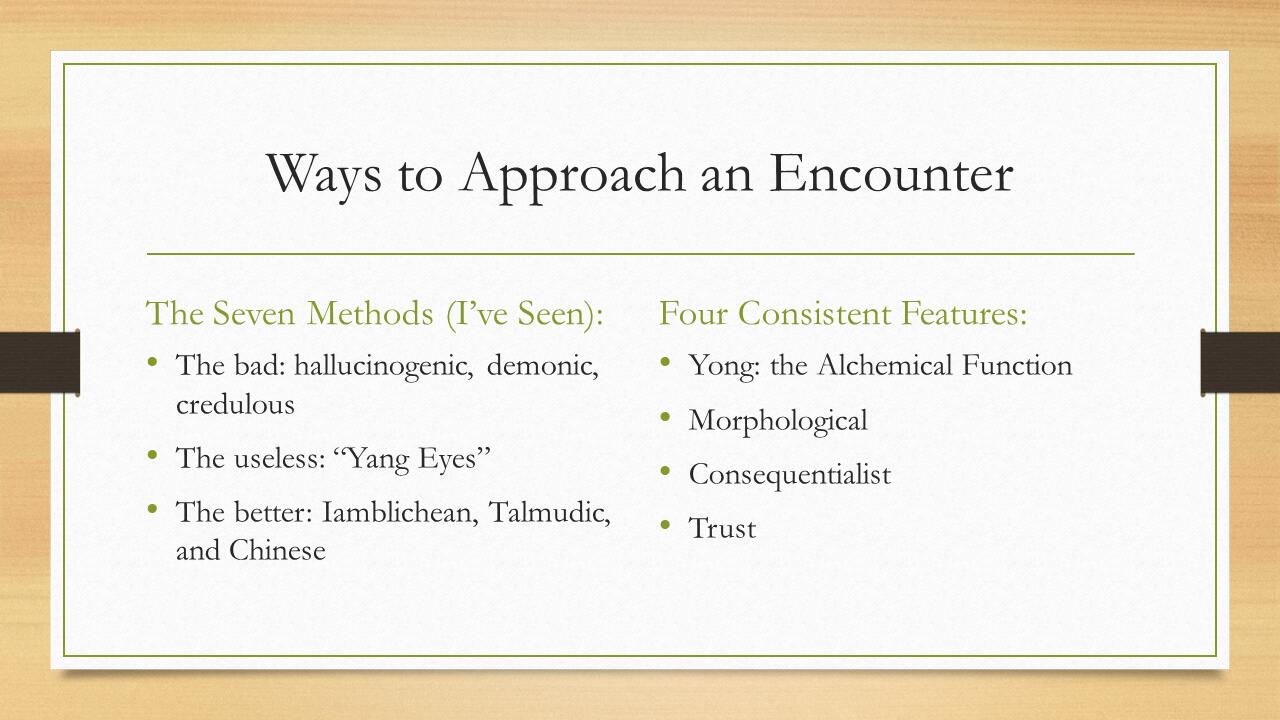 Ways to Approach an Encounter
The Seven Methods (I’ve Seen):
• The bad: hallucinogenic, demonic,
credulous
• The useless: “Yang Eyes”
• The better: Iamblichean, Talmudic,
and Chinese
Four Consistent Features:
• Yong: the Alchemical Function
• Morphological
• Consequentialist
• Trust